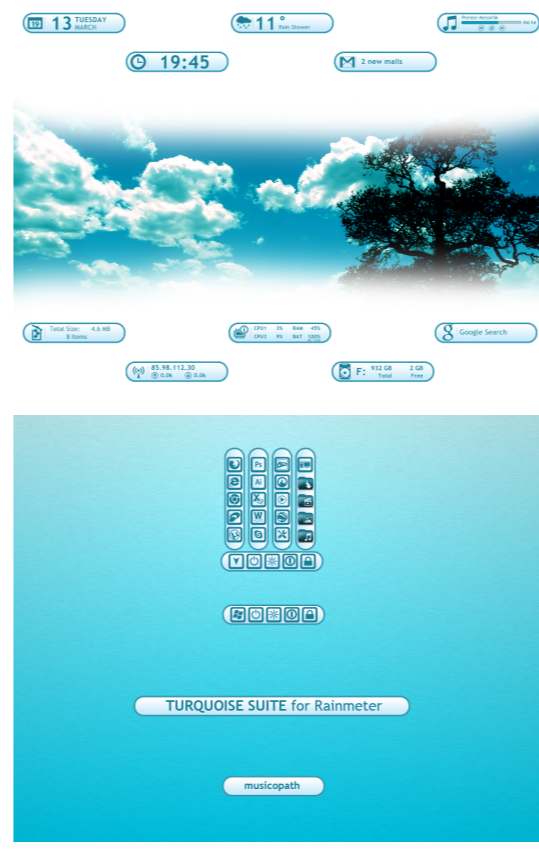 13 TUESDAY
MARCH
11°
Rain Shower
04:34
19:45
2 new mails
Total Size: 4.6 MB
8 Items
CPU1 3% RAM 45%
CPU2 9% BAT 100%
Google Search
85.98.112.30
0.0k 0.0k
F: 932 GB 2 GB
Total Free
Ps
Ai
W
TURQUOISE SUITE for Rainmeter
musicopath